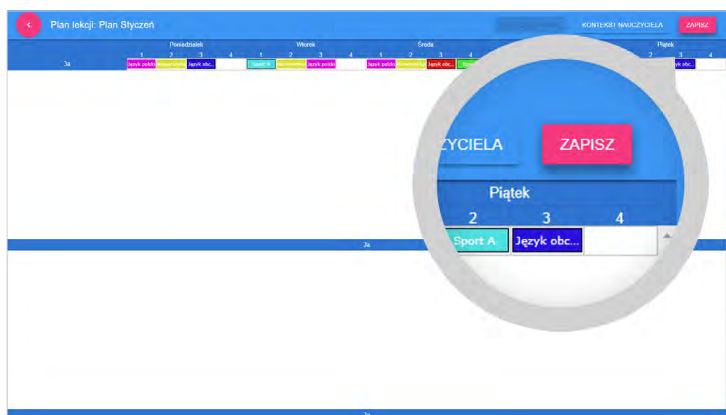 Plan lekcji: Plan Styczeń
KONTEKST NAUCZYCIELA
ZAPISZ
Poniedziałek Wtorek Środa Piątek
1 2 3 4 1 2 3 4 1 2 3 2 3 4
3a Język polski Język obc... Sport A Język polski Język polski Język obc...
ZYCIELA ZAPISZ
Piątek
2 3 4
Sport A Język obc...
3a
3a